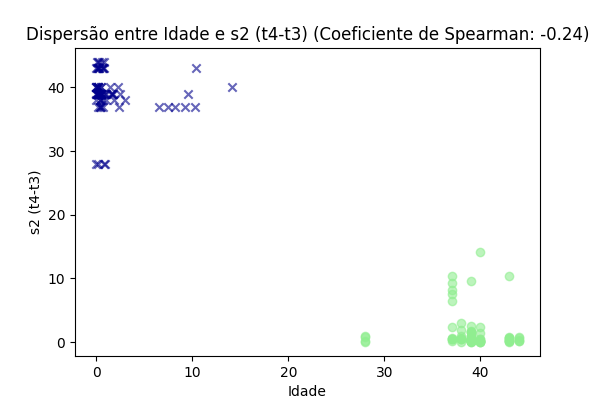 Dispersão entre Idade e s2 (t4-t3) (Coeficiente de Spearman: -0.24)
s2 (t4-t3)
40
30
20
10
0
0 10 20 30 40
Idade